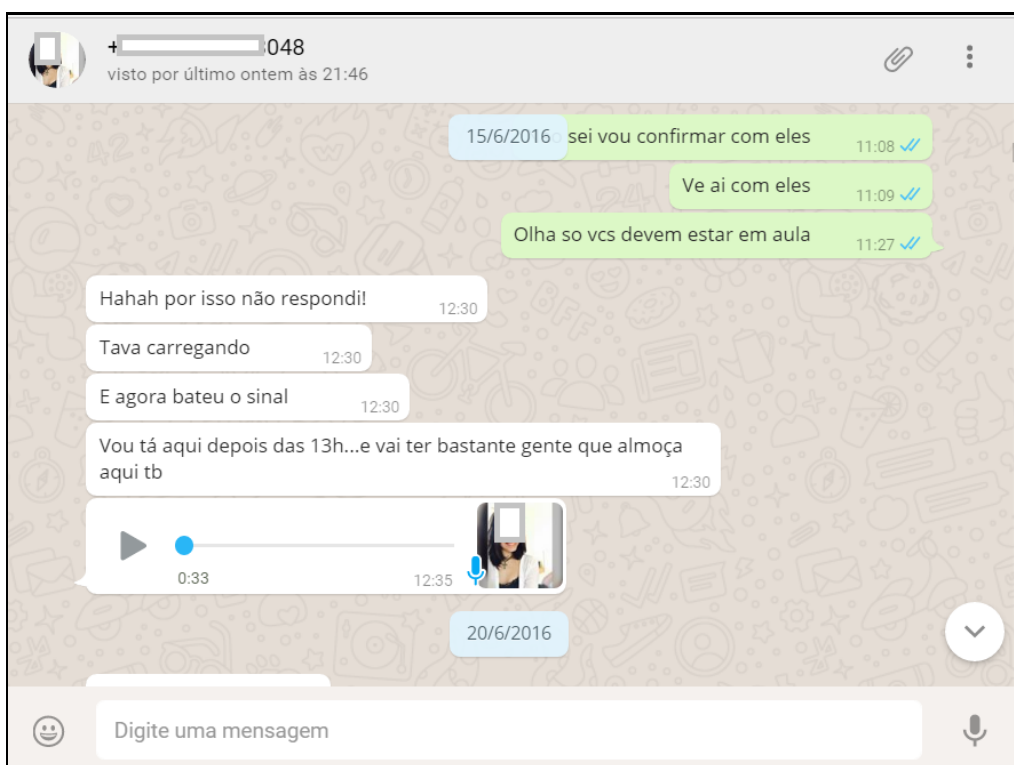 + 3048
visto por último ontem às 21:46
15/6/2016
sei vou confirmar com eles
11:08
Ve ai com eles
11:09
Olha so vcs devem estar em aula
11:27
Hahah por isso não respondi!
12:30
Tava carregando
12:30
E agora bateu o sinal
12:30
Vou tá aqui depois das 13h...e vai ter bastante gente que almoça
aqui tb
12:30
0:33
12:35
20/6/2016
Digite uma mensagem